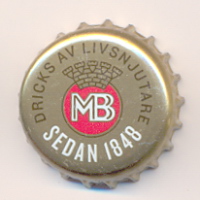 DRICKS AV LIVSNJUTARE
MB
SEDAN 1848